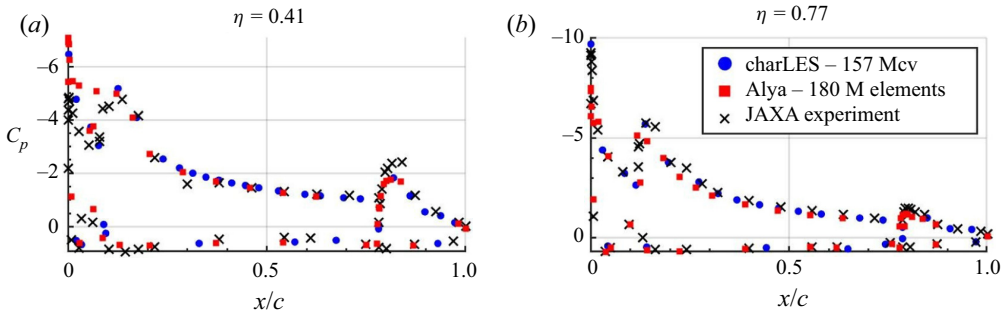 (a)
η = 0.41
–6
–4
Cp
–2
0
0
0.5
1.0
x/c
(b)
η = 0.77
–10
–5
0
0
0.5
1.0
x/c
charLES – 157 Mcv
Alya – 180 M elements
JAXA experiment